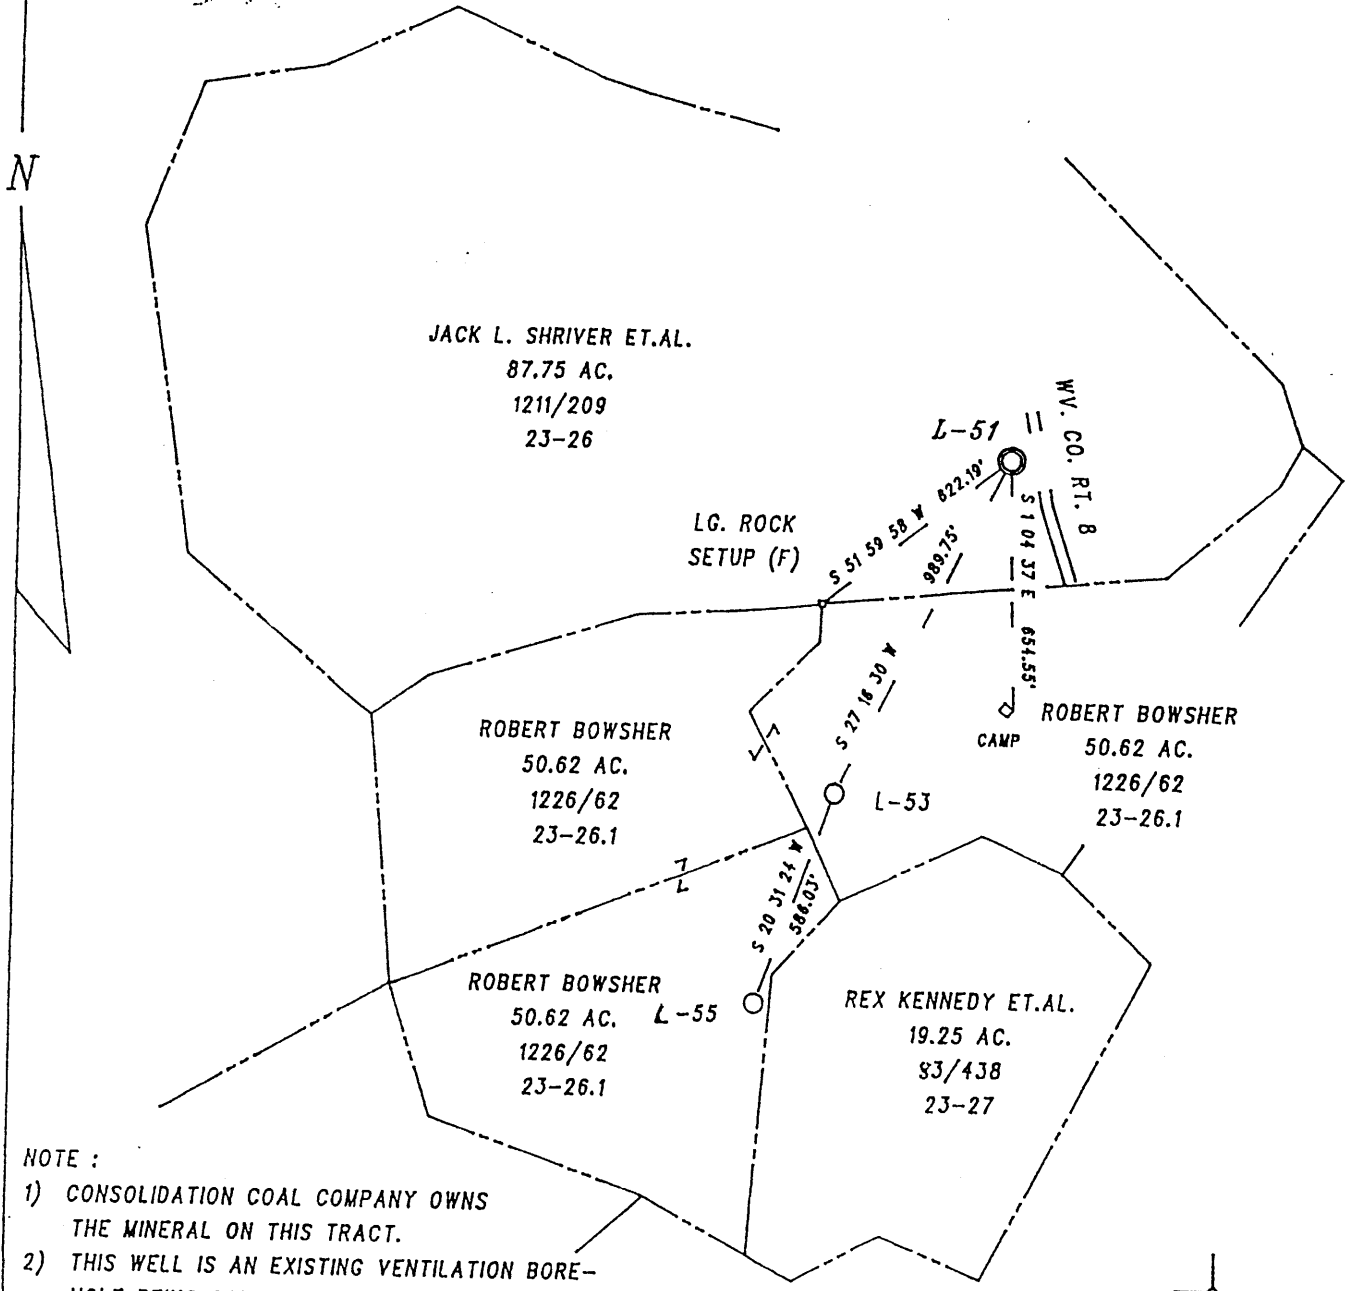 N
JACK L. SHRIVER ET.AL.
87.75 AC.
1211/209
23-26
L-51
WV. CO. RT. 8
S 51 59 58 W 622.19'
LG. ROCK
SETUP (F)
989.75'
S 27 16 30 W
S 1 04 37 E 654.55'
CAMP
ROBERT BOWSHER
50.62 AC.
1226/62
23-26.1
ROBERT BOWSHER
50.62 AC.
1226/62
23-26.1
L-53
S 20 31 24 W
586.03'
ROBERT BOWSHER
50.62 AC.
1226/62
23-26.1
L-55
REX KENNEDY ET.AL.
19.25 AC.
83/438
23-27
NOTE :
1) CONSOLIDATION COAL COMPANY OWNS
THE MINERAL ON THIS TRACT.
2) THIS WELL IS AN EXISTING VENTILATION BORE-